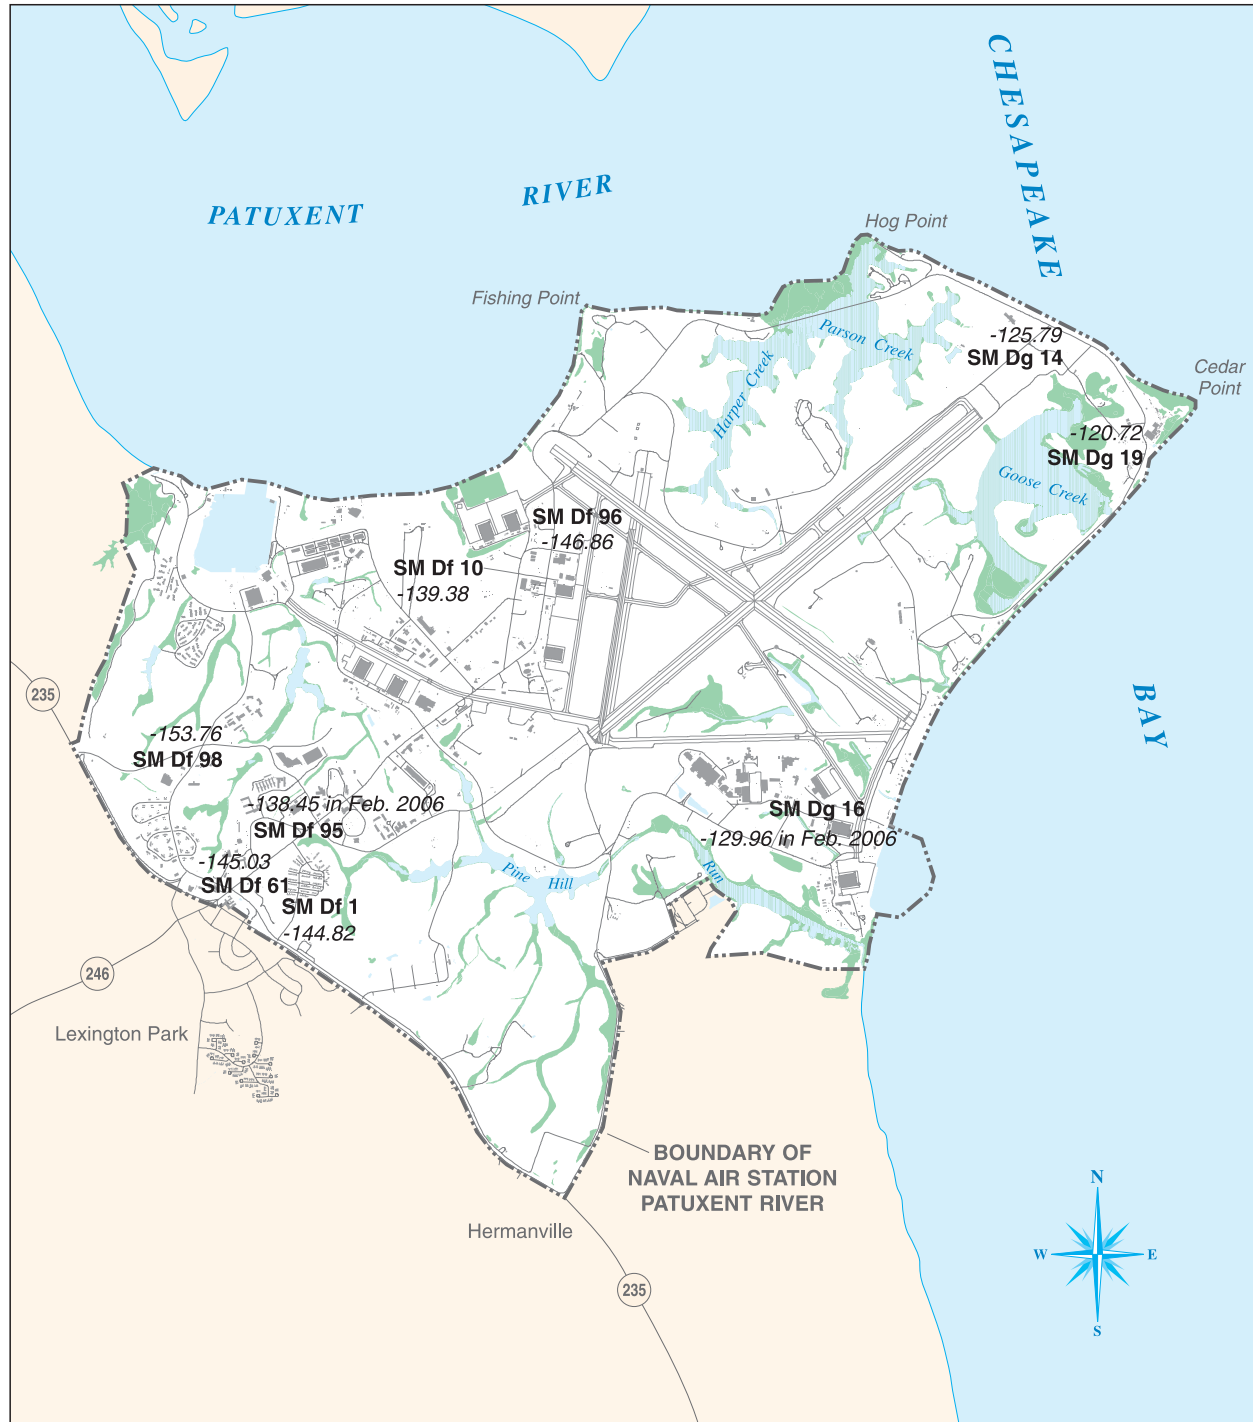 CHESAPEAKE
PATUXENT
RIVER
Hog Point
Fishing Point
Parson Creek
-125.79
SM Dg 14
Harper Creek
Cedar
Point
-120.72
SM Dg 19
Goose Creek
SM Df 96
-146.86
SM Df 10
-139.38
235
BAY
-153.76
SM Df 98
-138.45 in Feb. 2006
SM Df 95
SM Dg 16
-129.96 in Feb. 2006
-145.03
SM Df 61
Pine Hill
Run
SM Df 1
-144.82
246
Lexington Park
BOUNDARY OF
NAVAL AIR STATION
PATUXENT RIVER
Hermanville
235
N
W
E
S